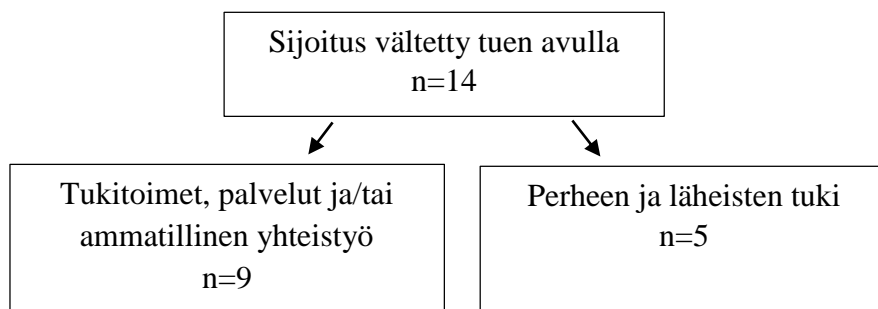 Sijoitus vältetty tuen avulla
n=14
Tukitoimet, palvelut ja/tai
ammatillinen yhteistyö
n=9
Perheen ja läheisten tuki
n=5